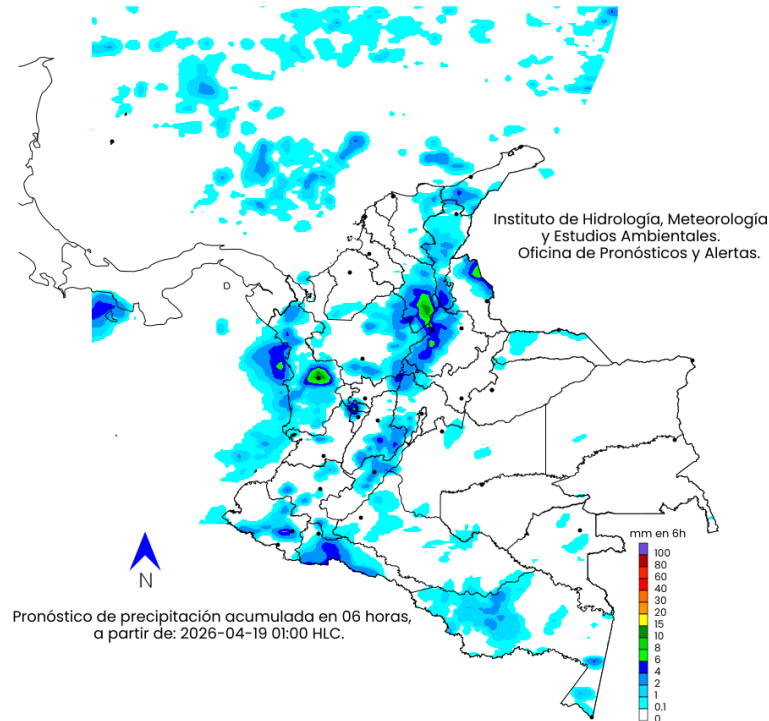 Instituto de Hidrología, Meteorología
y Estudios Ambientales.
Oficina de Pronósticos y Alertas.
N
Pronóstico de precipitación acumulada en 06 horas,
a partir de: 2026-04-19 01:00 HLC.
mm en 6h
100
80
60
40
30
20
15
10
8
6
4
2
1
0.1
0